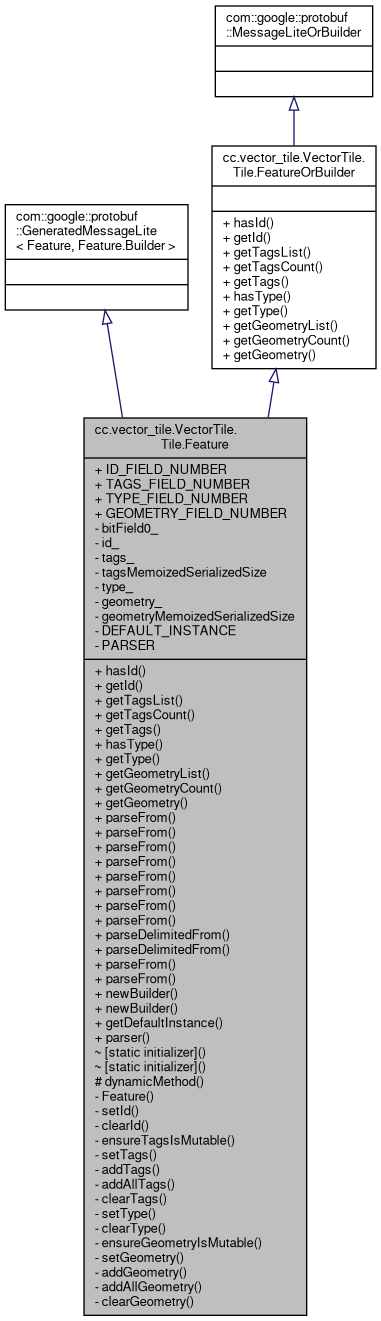 com::google::protobuf
::MessageLiteOrBuilder
cc.vector_tile.VectorTile.
Tile.FeatureOrBuilder
+ hasId()
+ getId()
+ getTagsList()
+ getTagsCount()
+ getTags()
+ hasType()
+ getType()
+ getGeometryList()
+ getGeometryCount()
+ getGeometry()
com::google::protobuf
::GeneratedMessageLite
< Feature, Feature.Builder >
cc.vector_tile.VectorTile.
Tile.Feature
+ ID_FIELD_NUMBER
+ TAGS_FIELD_NUMBER
+ TYPE_FIELD_NUMBER
+ GEOMETRY_FIELD_NUMBER
- bitField0_
- id_
- tags_
- tagsMemoizedSerializedSize
- type_
- geometry_
- geometryMemoizedSerializedSize
- DEFAULT_INSTANCE
- PARSER
+ hasId()
+ getId()
+ getTagsList()
+ getTagsCount()
+ getTags()
+ hasType()
+ getType()
+ getGeometryList()
+ getGeometryCount()
+ getGeometry()
+ parseFrom()
+ parseFrom()
+ parseFrom()
+ parseFrom()
+ parseFrom()
+ parseFrom()
+ parseFrom()
+ parseFrom()
+ parseDelimitedFrom()
+ parseDelimitedFrom()
+ parseFrom()
+ parseFrom()
+ newBuilder()
+ newBuilder()
+ getDefaultInstance()
+ parser()
~ [static initializer]()
~ [static initializer]()
# dynamicMethod()
- Feature()
- setId()
- clearId()
- ensureTagsIsMutable()
- setTags()
- addTags()
- addAllTags()
- clearTags()
- setType()
- clearType()
- ensureGeometryIsMutable()
- setGeometry()
- addGeometry()
- addAllGeometry()
- clearGeometry()